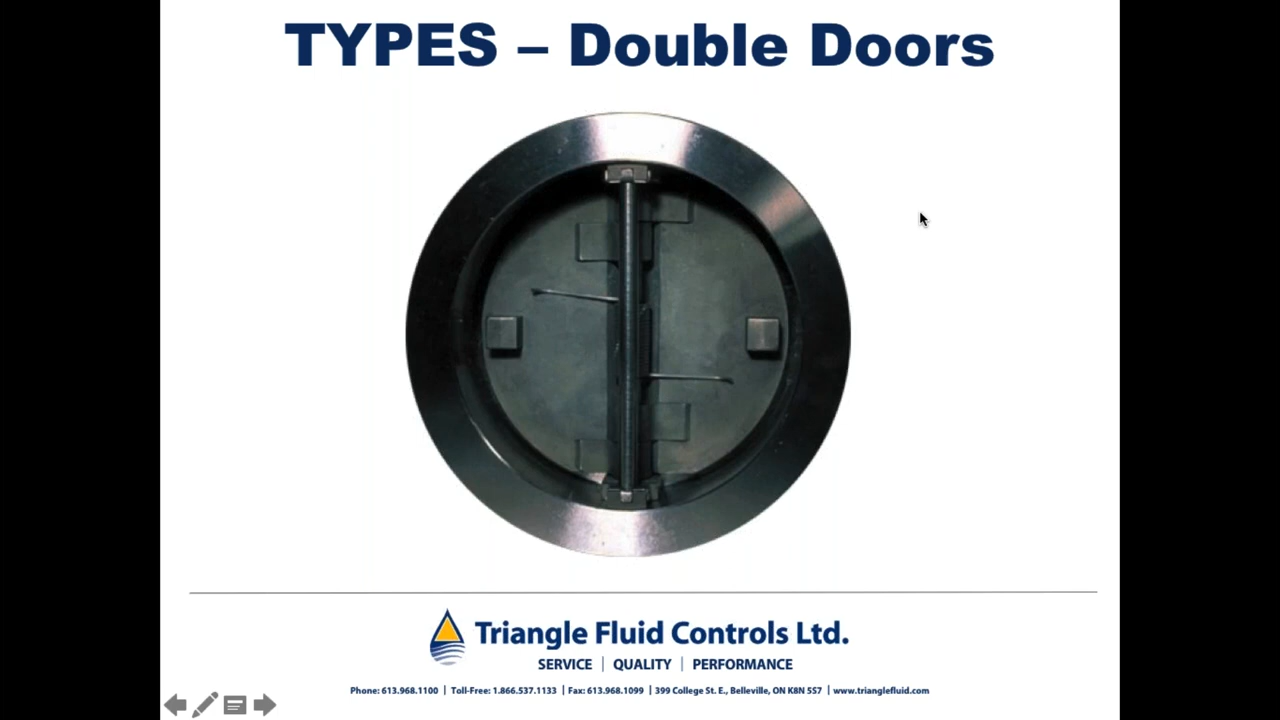 TYPES – Double Doors
Triangle Fluid Controls Ltd.
SERVICE | QUALITY | PERFORMANCE
Phone: 613.968.1100 | Toll-Free: 1.866.537.1133 | Fax: 613.968.1099 | 399 College St. E., Belleville, ON K8N 5S7 | www.trianglefluid.com